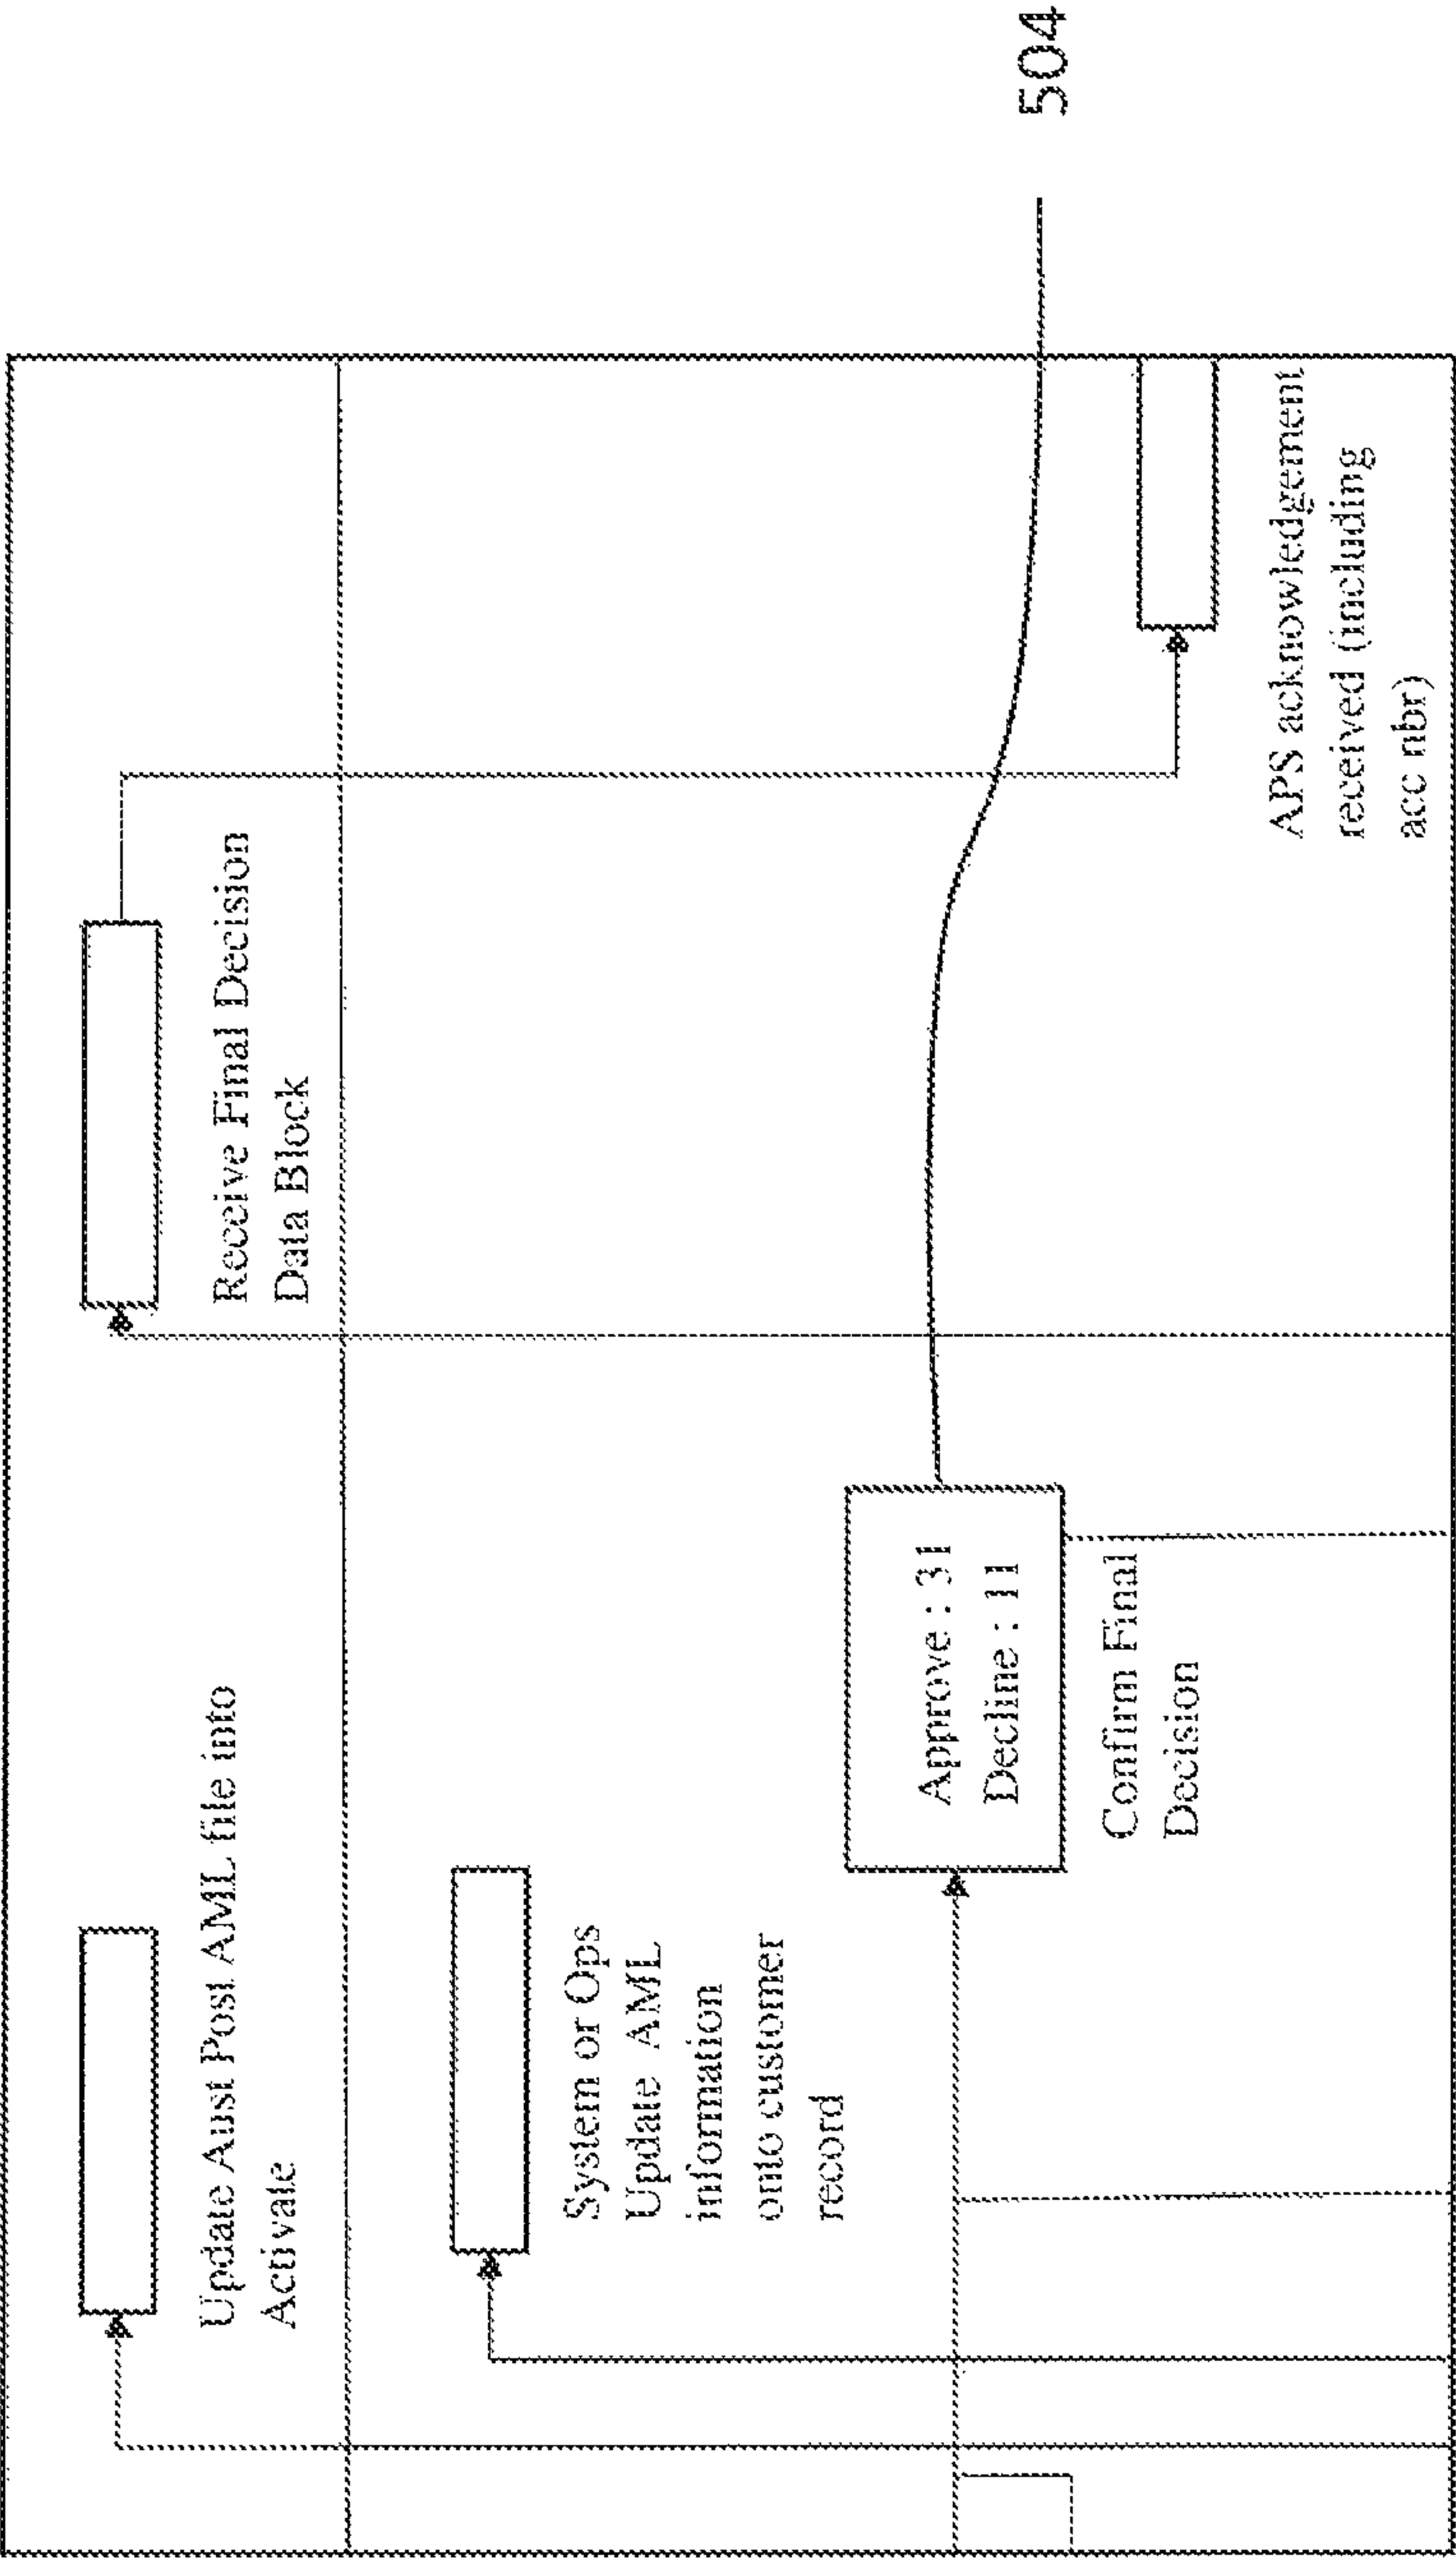 Update Aust Post AML file into
Activate
Receive Final Decision
Data Block
System or Ops
Update AML
information
onto customer
record
Approve : 31
Decline : 11
Confirm Final
Decision
504
APS acknowledgement
received (including
acc nbr)